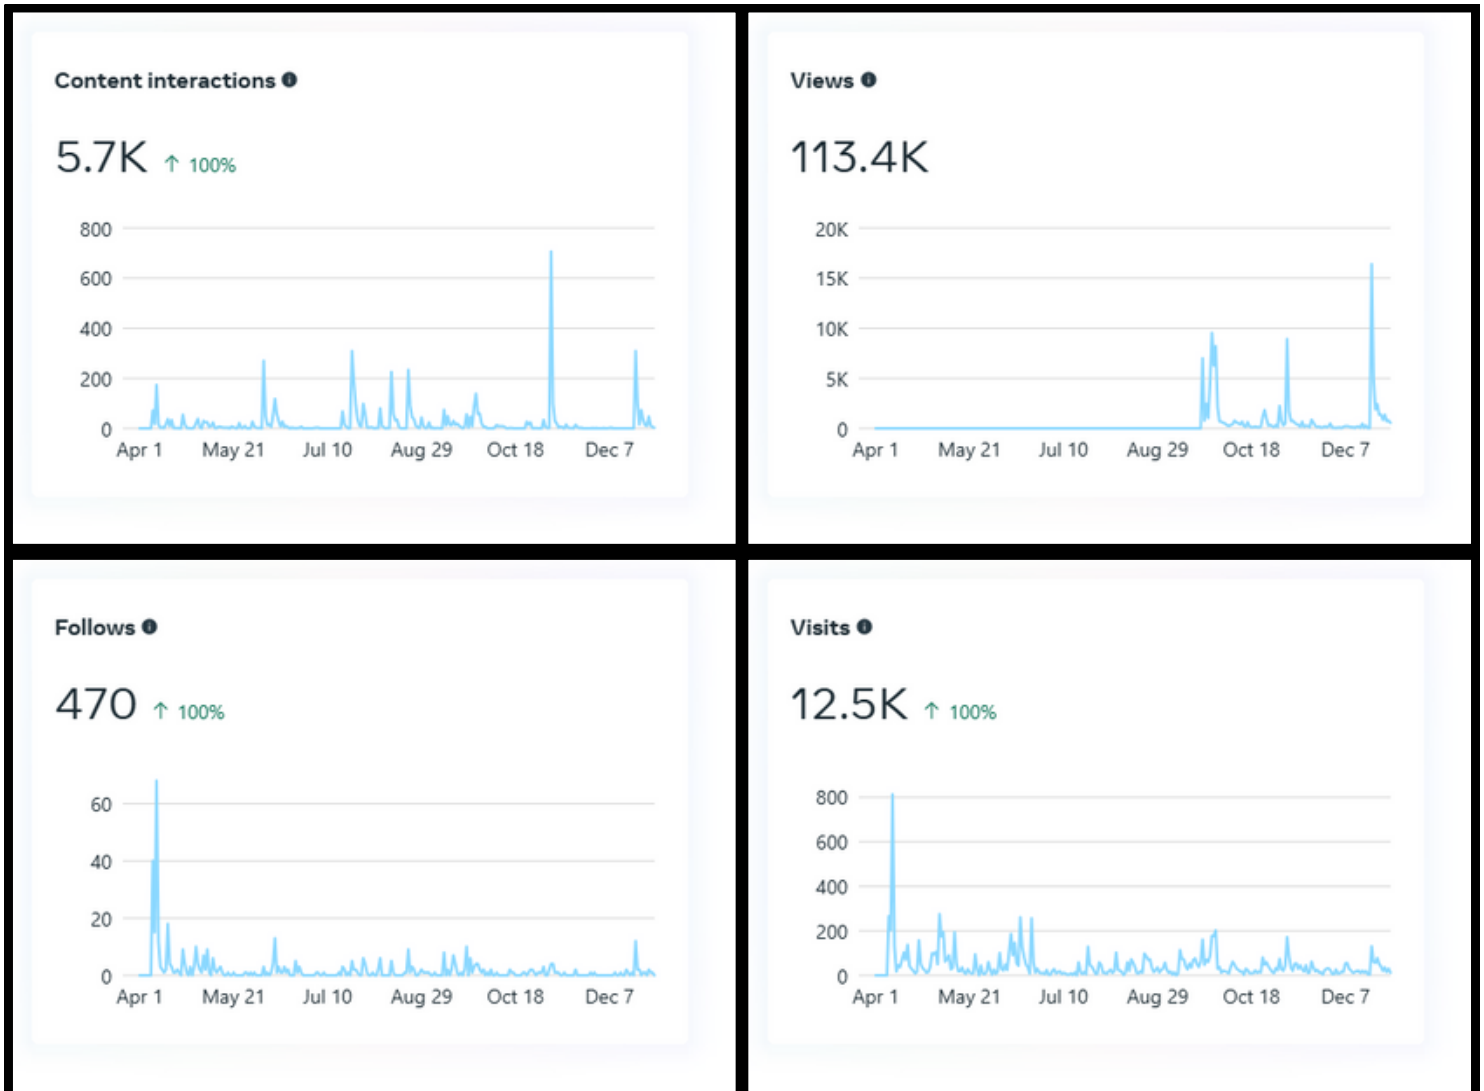 Content interactions
5.7K ↑ 100%
800
600
400
200
0
Apr 1 May 21 Jul 10 Aug 29 Oct 18 Dec 7
Views
113.4K
20K
15K
10K
5K
0
Apr 1 May 21 Jul 10 Aug 29 Oct 18 Dec 7
Follows
470 ↑ 100%
60
40
20
0
Apr 1 May 21 Jul 10 Aug 29 Oct 18 Dec 7
Visits
12.5K ↑ 100%
800
600
400
200
0
Apr 1 May 21 Jul 10 Aug 29 Oct 18 Dec 7